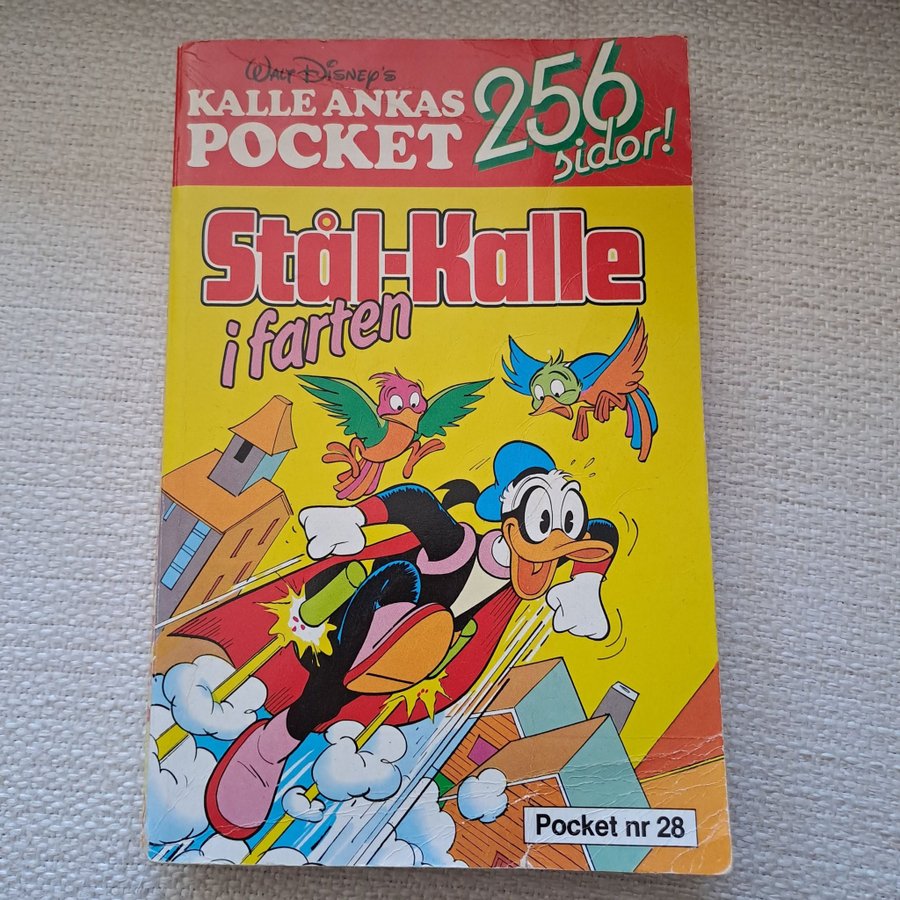 Walt Disney's
KALLE ANKAS
POCKET
256
sidor!
Stål-Kalle
i farten
Pocket nr 28